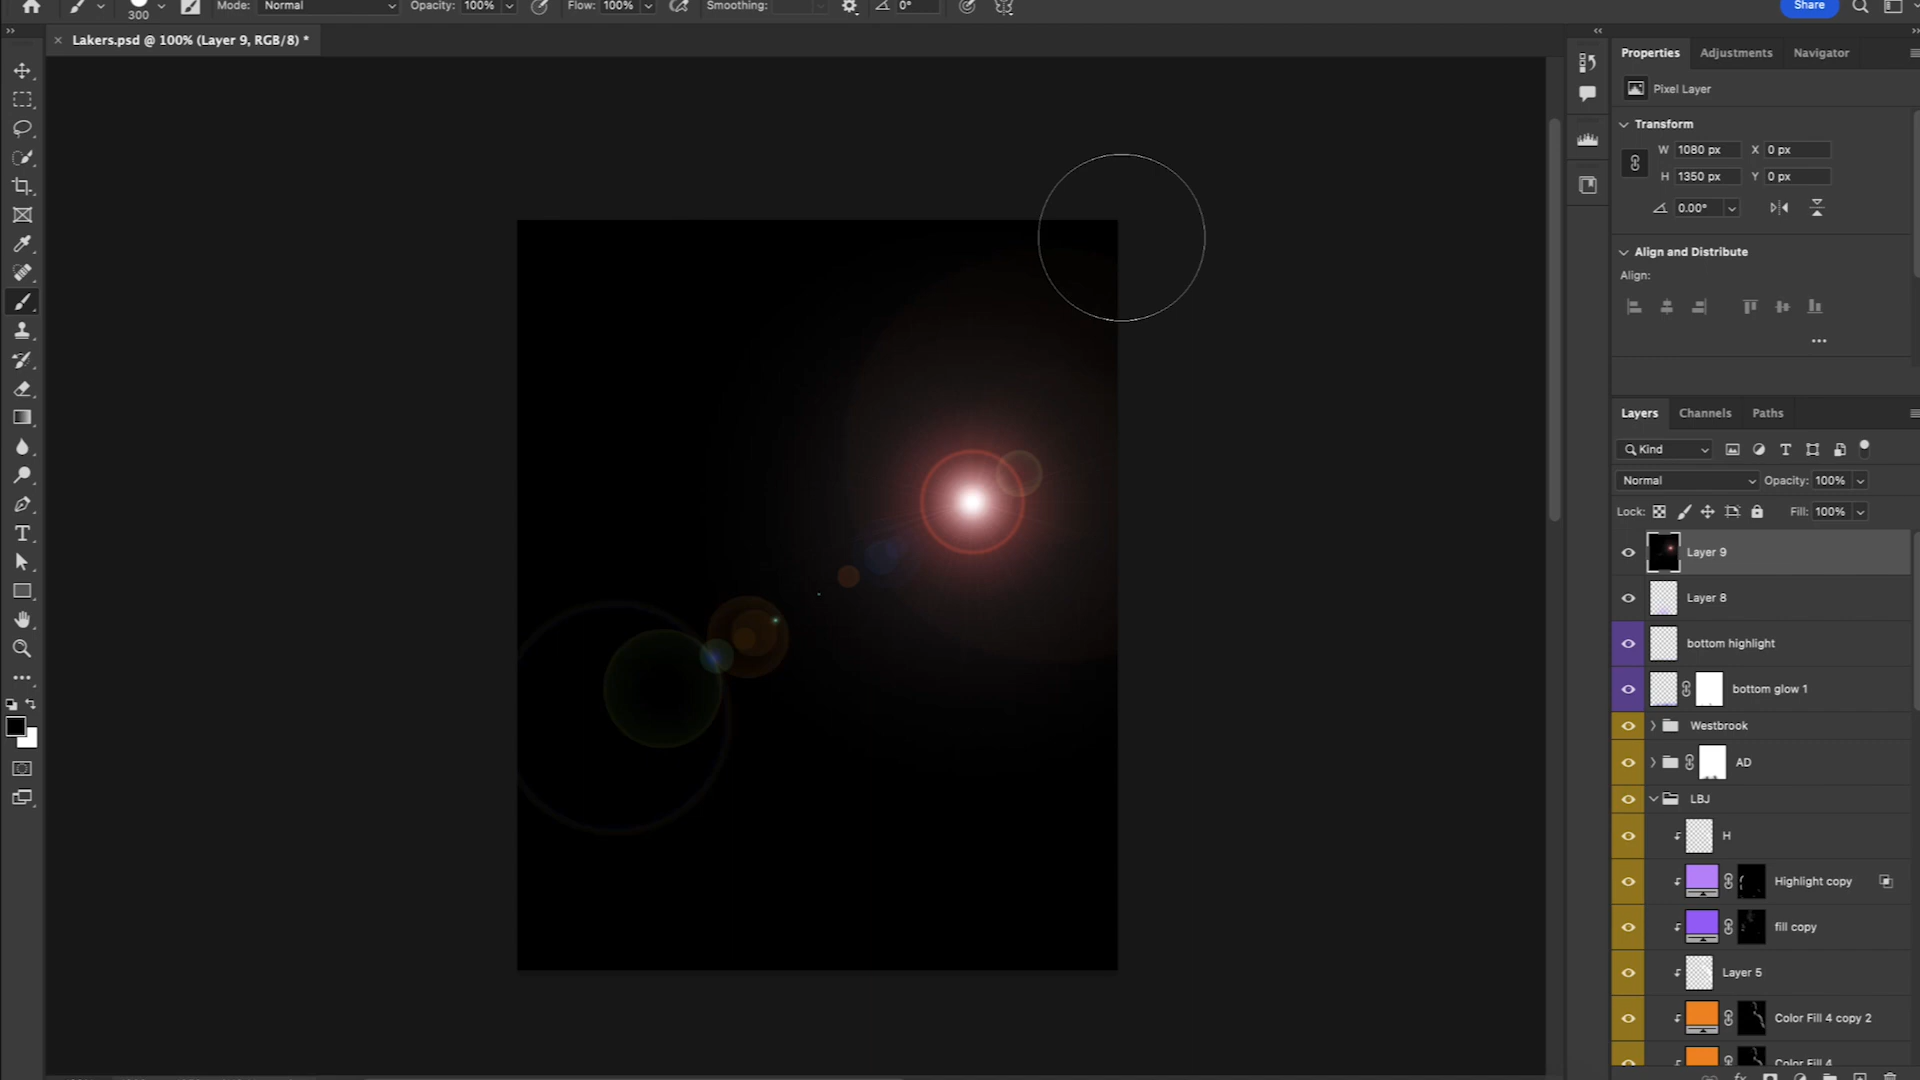 300
Mode:
Normal
Opacity:
100%
Flow:
100%
Smoothing:
0°
Share
Lakers.psd @ 100% (Layer 9, RGB/8) *
Properties
Adjustments
Navigator
Pixel Layer
Transform
W
1080 px
X
0 px
H
1350 px
Y
0 px
0.00°
Align and Distribute
Align:
Layers
Channels
Paths
Kind
Normal
Opacity:
100%
Lock:
Fill:
100%
Layer 9
Layer 8
bottom highlight
bottom glow 1
Westbrook
AD
LBJ
H
Highlight copy
fill copy
Layer 5
Color Fill 4 copy 2
Color Fill 4